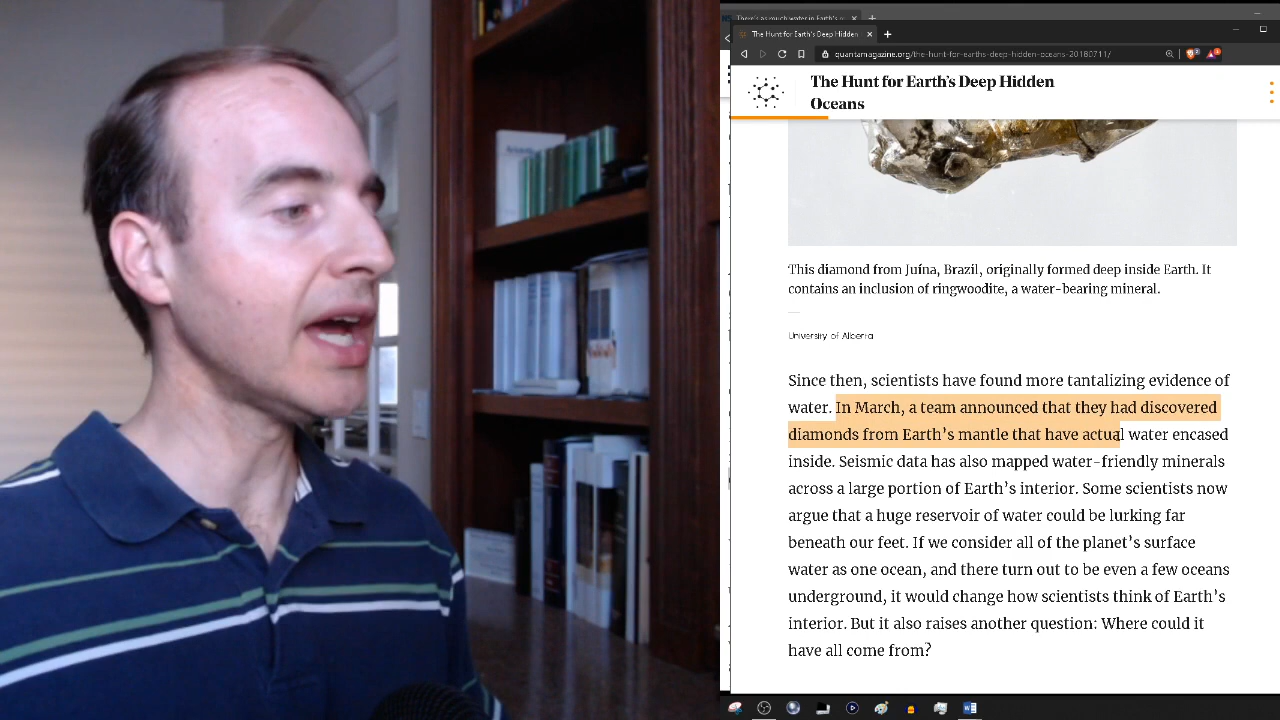 There's as much water in Earth's
The Hunt for Earth's Deep Hidden
quantamagazine.org/the-hunt-for-earths-deep-hidden-oceans-20180711/
The Hunt for Earth's Deep Hidden
Oceans
This diamond from Juína, Brazil, originally formed deep inside Earth. It
contains an inclusion of ringwoodite, a water-bearing mineral.
University of Alberta
Since then, scientists have found more tantalizing evidence of
water. In March, a team announced that they had discovered
diamonds from Earth's mantle that have actual water encased
inside. Seismic data has also mapped water-friendly minerals
across a large portion of Earth's interior. Some scientists now
argue that a huge reservoir of water could be lurking far
beneath our feet. If we consider all of the planet's surface
water as one ocean, and there turn out to be even a few oceans
underground, it would change how scientists think of Earth's
interior. But it also raises another question: Where could it
have all come from?